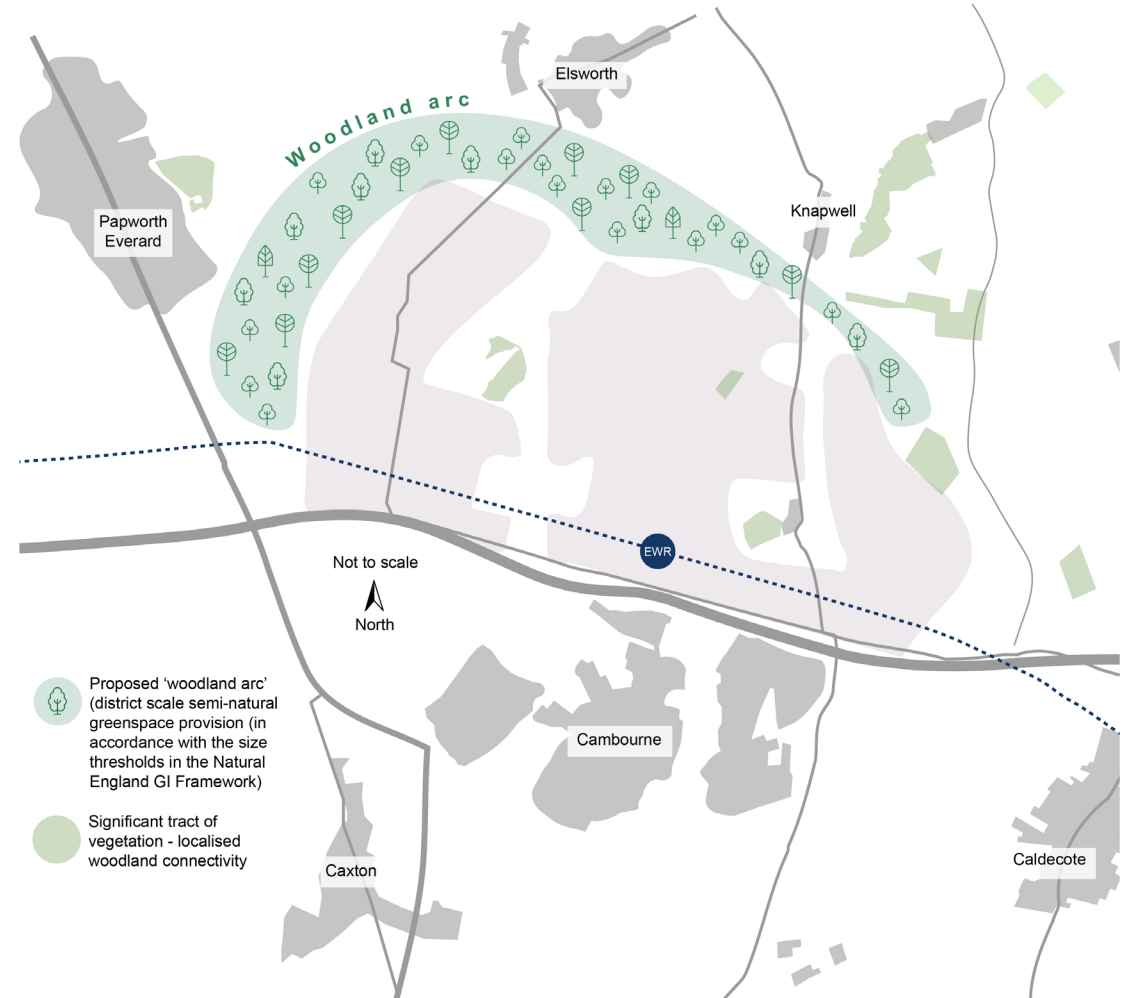 Elsworth
Woodland arc
Papworth
Everard
Knapwell
EWR
Not to scale
North
Proposed ‘woodland arc’
(district scale semi-natural
greenspace provision (in
accordance with the size
thresholds in the Natural
England GI Framework)
Cambourne
Significant tract of
vegetation - localised
woodland connectivity
Caxton
Caldecote